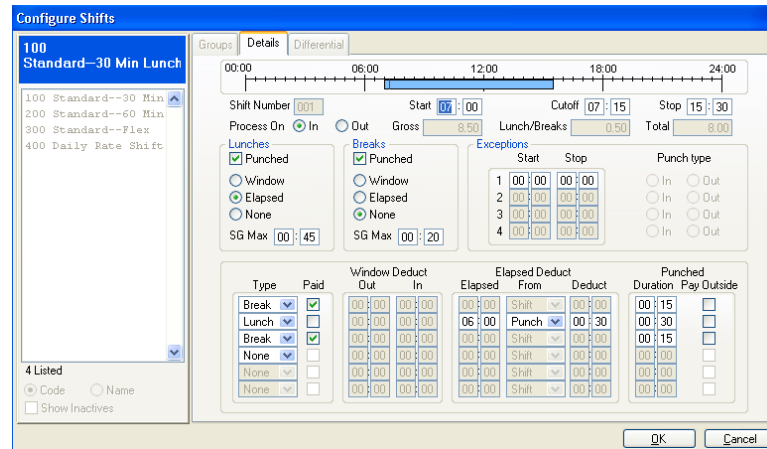 Configure Shifts
100
Standard--30 Min Lunch
100 Standard--30 Min
200 Standard--60 Min
300 Standard--Flex
400 Daily Rate Shift
4 Listed
Code Name
Show Inactives
Groups Details Differential
00:00 06:00 12:00 18:00 24:00
Shift Number 001 Start 07 : 00 Cutoff 07 : 15 Stop 15 : 30
Process On In Out Gross 8.50 Lunch/Breaks 0.50 Total 8.00
Lunches Breaks Exceptions
Punched Punched Start Stop Punch type
Window Window 1 00 : 00 00 : 00 In Out
Elapsed Elapsed 2 00 : 00 00 : 00 In Out
None None 3 00 : 00 00 : 00 In Out
SG Max 00 : 45 SG Max 00 : 20 4 00 : 00 00 : 00 In Out
Window Deduct Elapsed Deduct Punched
Type Paid Out In Elapsed From Deduct Duration Pay Outside
Break 00 : 00 00 : 00 00 : 00 Shift 00 : 00 00 : 15
Lunch 00 : 00 00 : 00 06 : 00 Punch 00 : 30 00 : 30
Break 00 : 00 00 : 00 00 : 00 Shift 00 : 00 00 : 15
None 00 : 00 00 : 00 00 : 00 Shift 00 : 00 00 : 00
None 00 : 00 00 : 00 00 : 00 Shift 00 : 00 00 : 00
None 00 : 00 00 : 00 00 : 00 Shift 00 : 00 00 : 00
OK Cancel